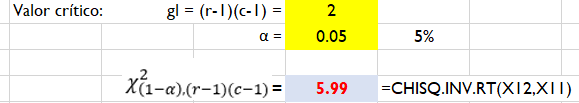 Valor crítico: gl = (r-1)(c-1) = 2
α = 0.05 5%
χ²(1−α),(r−1)(c−1) = 5.99 =CHISQ.INV.RT(X12,X11)